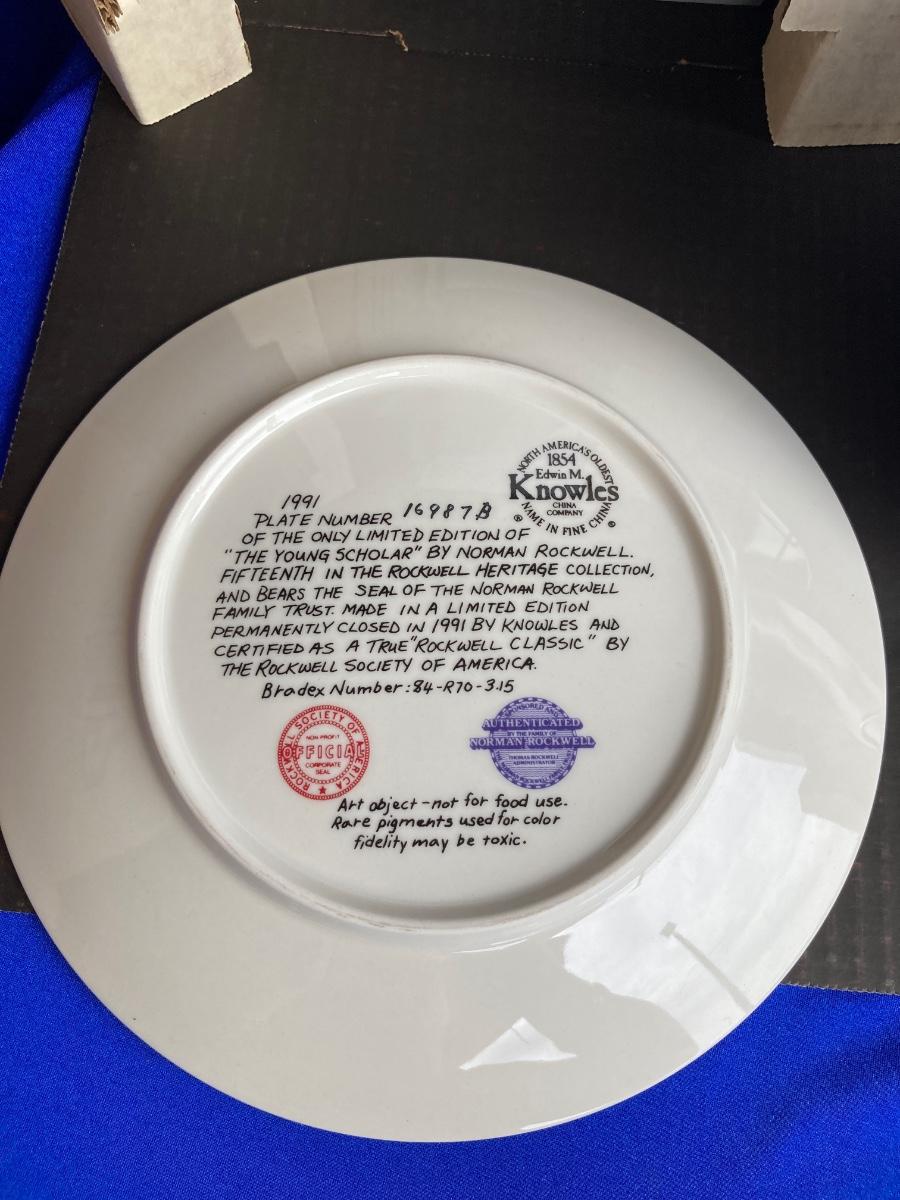 NORTH AMERICA'S OLDEST
1854
Edwin M.
Knowles
CHINA
COMPANY
® NAME IN FINE CHINA ®
1991
PLATE NUMBER 16987B
OF THE ONLY LIMITED EDITION OF
"THE YOUNG SCHOLAR" BY NORMAN ROCKWELL.
FIFTEENTH IN THE ROCKWELL HERITAGE COLLECTION,
AND BEARS THE SEAL OF THE NORMAN ROCKWELL
FAMILY TRUST. MADE IN A LIMITED EDITION
PERMANENTLY CLOSED IN 1991 BY KNOWLES AND
CERTIFIED AS A TRUE "ROCKWELL CLASSIC" BY
THE ROCKWELL SOCIETY OF AMERICA.
Bradex Number: 84-R70-3.15
SOCIETY OF
NON-PROFIT
OFFICIAL
CORPORATE
SEAL
AUTHENTICATED
BY THE FAMILY OF
NORMAN ROCKWELL
THOMAS ROCKWELL
ADMINISTRATOR
Art object - not for food use.
Rare pigments used for color
fidelity may be toxic.